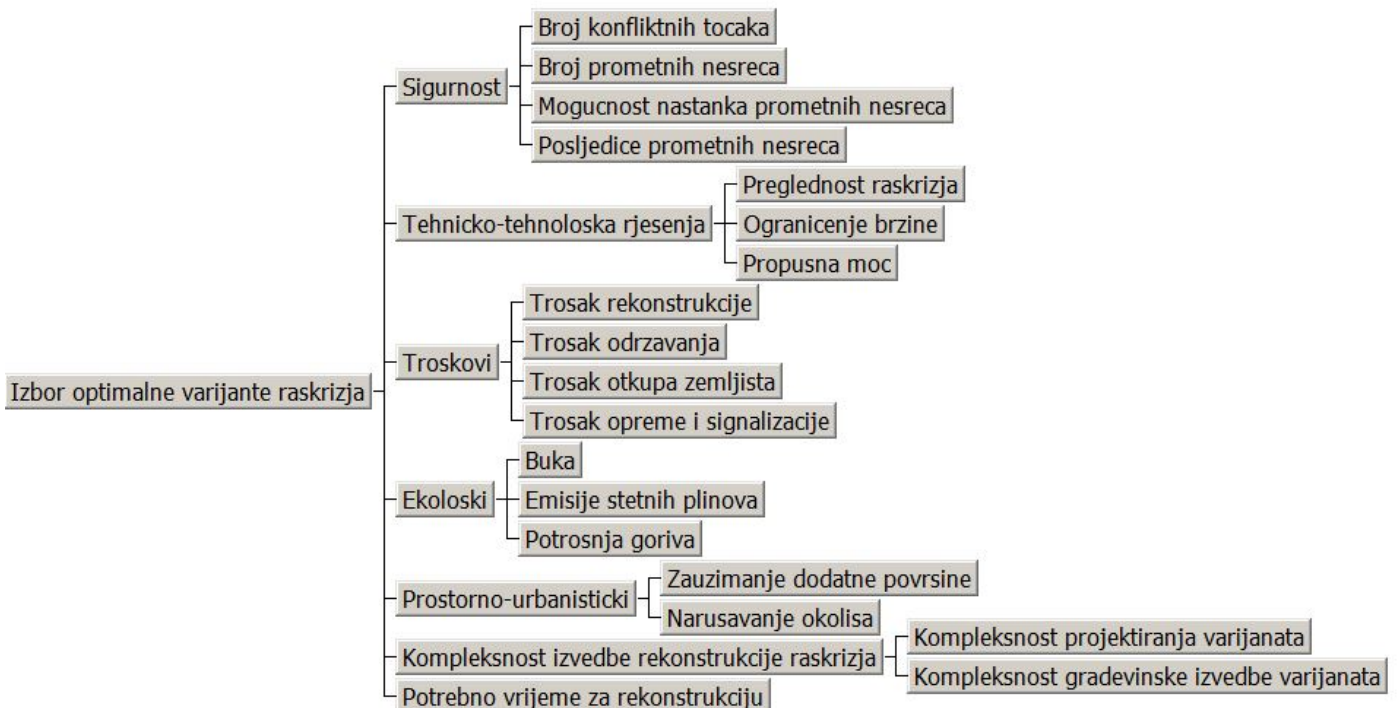 Izbor optimalne varijante raskrizja
Sigurnost
Broj konfliktnih tocaka
Broj prometnih nesreca
Mogucnost nastanka prometnih nesreca
Posljedice prometnih nesreca
Tehnicko-tehnoloska rjesenja
Preglednost raskrizja
Ogranicenje brzine
Propusna moc
Troskovi
Trosak rekonstrukcije
Trosak odrzavanja
Trosak otkupa zemljista
Trosak opreme i signalizacije
Ekoloski
Buka
Emisije stetnih plinova
Potrosnja goriva
Prostorno-urbanisticki
Zauzimanje dodatne povrsine
Narusavanje okolisa
Kompleksnost izvedbe rekonstrukcije raskrizja
Kompleksnost projektiranja varijanata
Kompleksnost gradevinske izvedbe varijanata
Potrebno vrijeme za rekonstrukciju